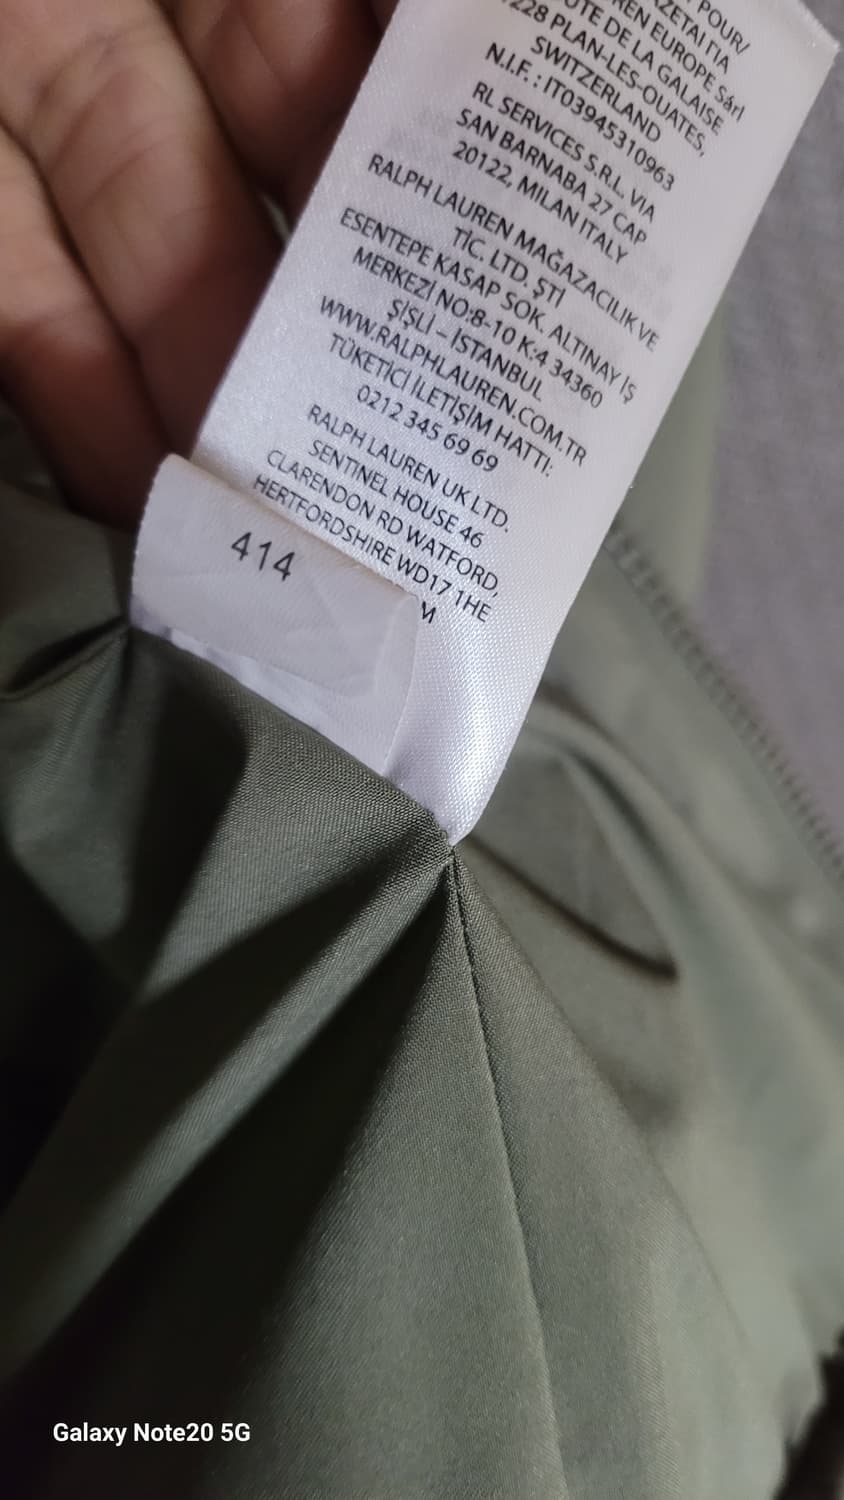 POUR/
ZETAI ΓΙΑ
REN EUROPE Sárl
UTE DE LA GALAISE
1228 PLAN-LES-OUATES,
SWITZERLAND
N.I.F. : IT03945310963
RL SERVICES S.R.L. VIA
SAN BARNABA 27 CAP
20122, MILAN ITALY
RALPH LAUREN MAĞAZACILIK VE
TİC. LTD. ŞTİ
ESENTEPE KASAP SOK. ALTINAY İŞ
MERKEZİ NO:8-10 K:4 34360
ŞİŞLİ – İSTANBUL
WWW.RALPHLAUREN.COM.TR
TÜKETİCİ İLETİŞİM HATTI:
0212 345 69 69
RALPH LAUREN UK LTD.
SENTINEL HOUSE 46
CLARENDON RD WATFORD,
HERTFORDSHIRE WD17 1HE
M
414
Galaxy Note20 5G